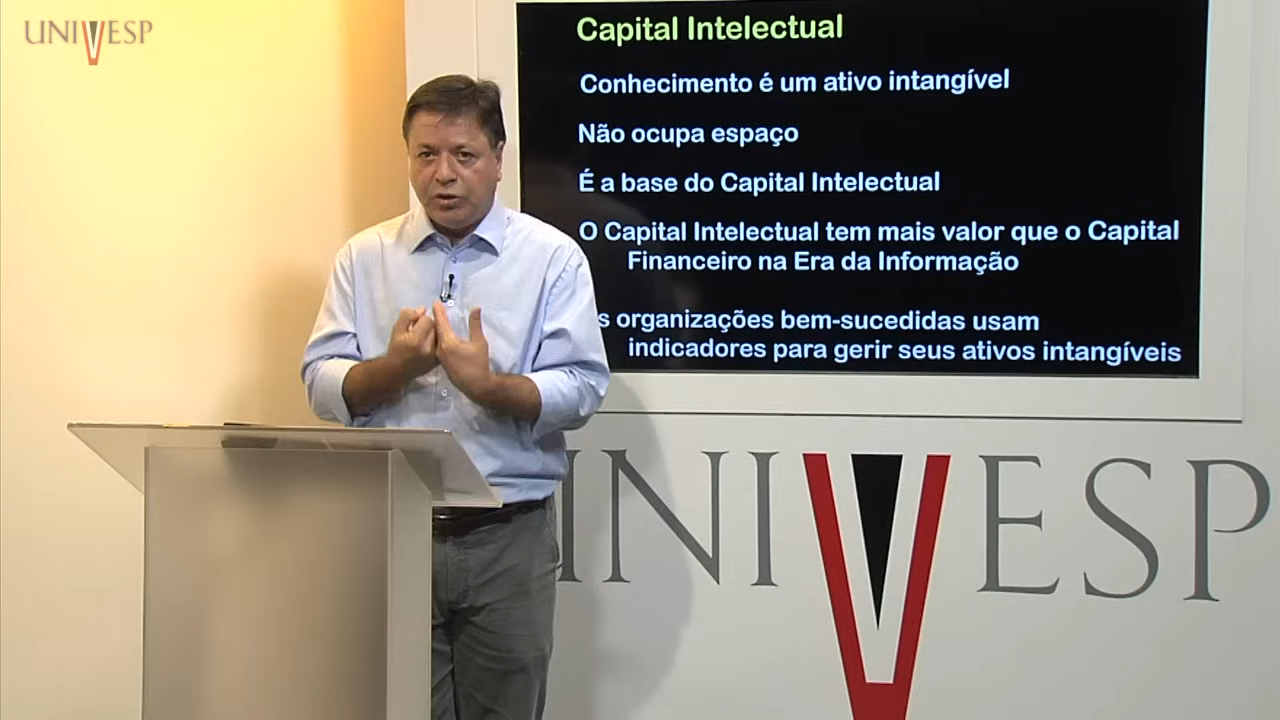 UNIVESP
Capital Intelectual
Conhecimento é um ativo intangível
Não ocupa espaço
É a base do Capital Intelectual
O Capital Intelectual tem mais valor que o Capital
Financeiro na Era da Informação
s organizações bem-sucedidas usam
indicadores para gerir seus ativos intangíveis
UNIVESP